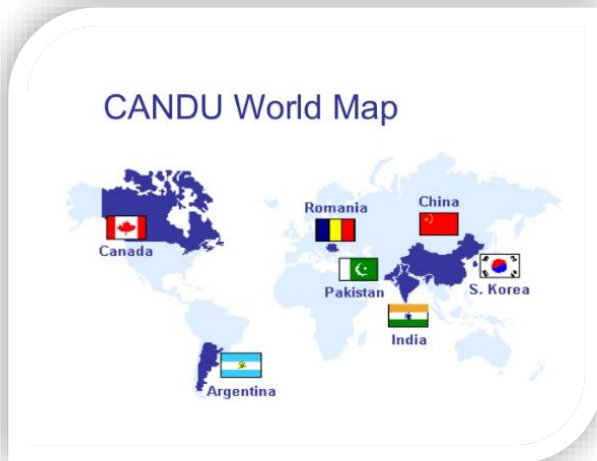 CANDU World Map
Romania
China
Canada
Pakistan
S. Korea
India
Argentina